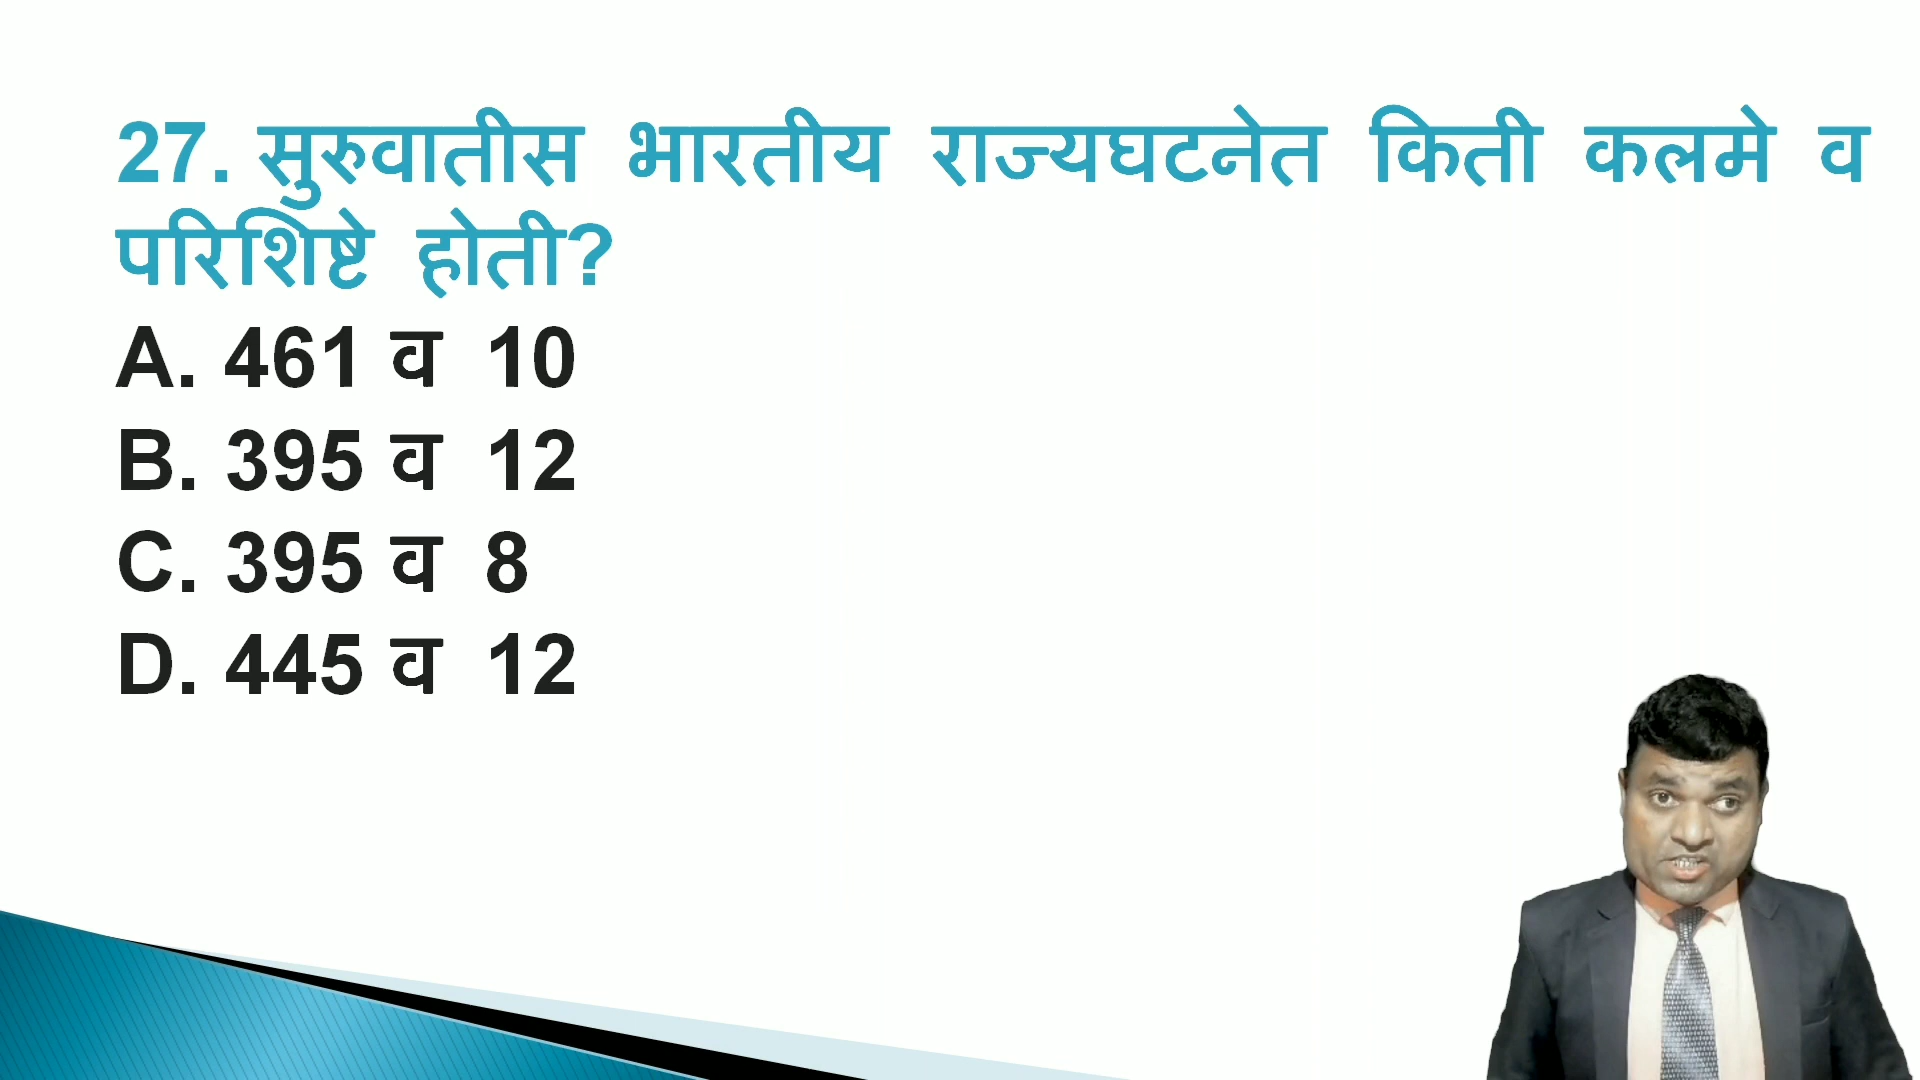 27. सुरुवातीस भारतीय राज्यघटनेत किती कलमे व
परिशिष्टे होती?
A. 461 व 10
B. 395 व 12
C. 395 व 8
D. 445 व 12